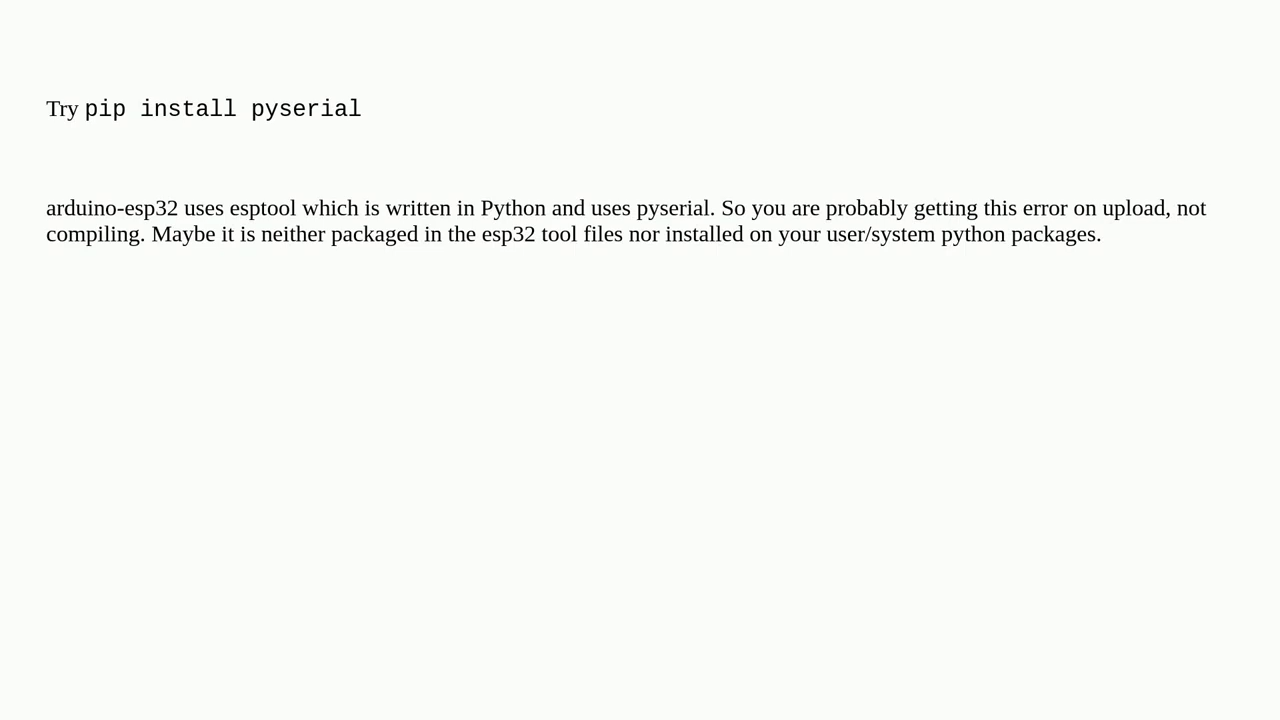 Try pip install pyserial
arduino-esp32 uses esptool which is written in Python and uses pyserial. So you are probably getting this error on upload, not
compiling. Maybe it is neither packaged in the esp32 tool files nor installed on your user/system python packages.